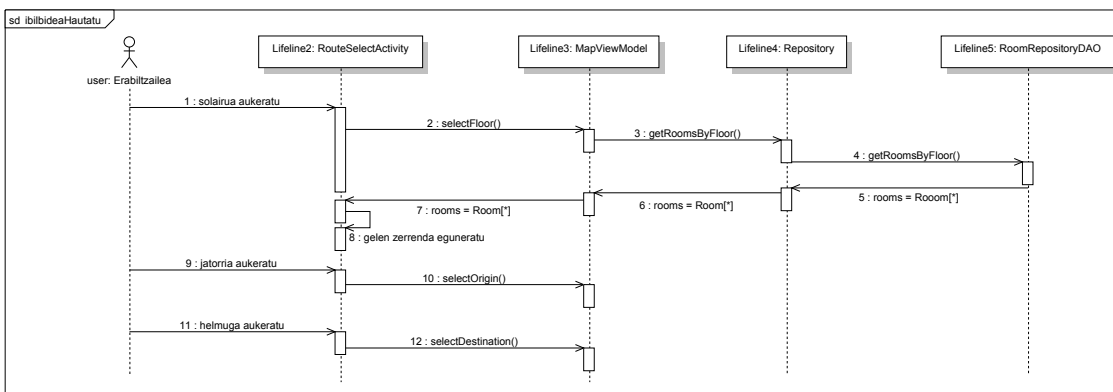 sd ibilbideaHautatu
user: Erabiltzailea
Lifeline2: RouteSelectActivity
Lifeline3: MapViewModel
Lifeline4: Repository
Lifeline5: RoomRepositoryDAO
1 : solairua aukeratu
2 : selectFloor()
3 : getRoomsByFloor()
4 : getRoomsByFloor()
5 : rooms = Rooom[*]
6 : rooms = Room[*]
7 : rooms = Room[*]
8 : gelen zerrenda eguneratu
9 : jatorria aukeratu
10 : selectOrigin()
11 : helmuga aukeratu
12 : selectDestination()